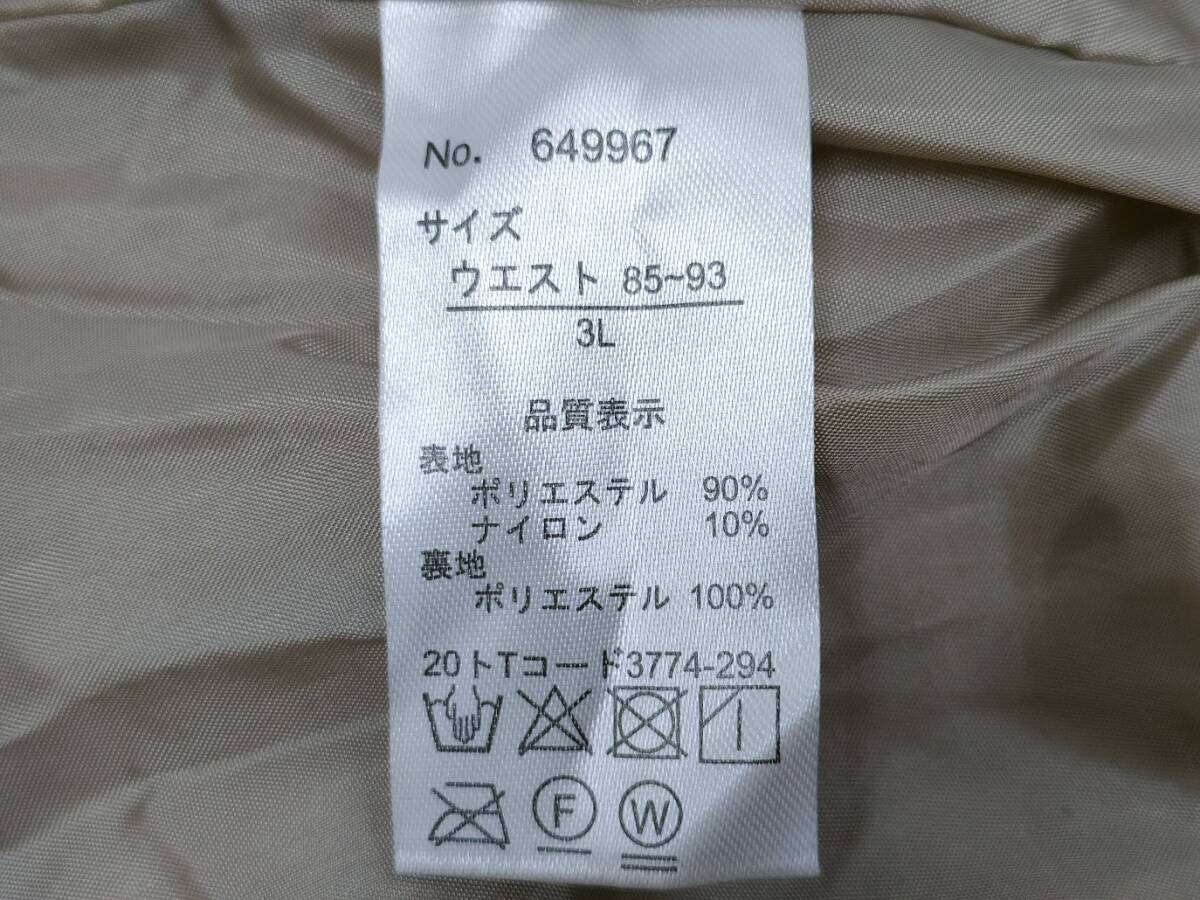 No. 649967
サイズ
ウエスト 85~93
3L
品質表示
表地
ポリエステル 90%
ナイロン 10%
裏地
ポリエステル 100%
20トTコード3774-294
F W